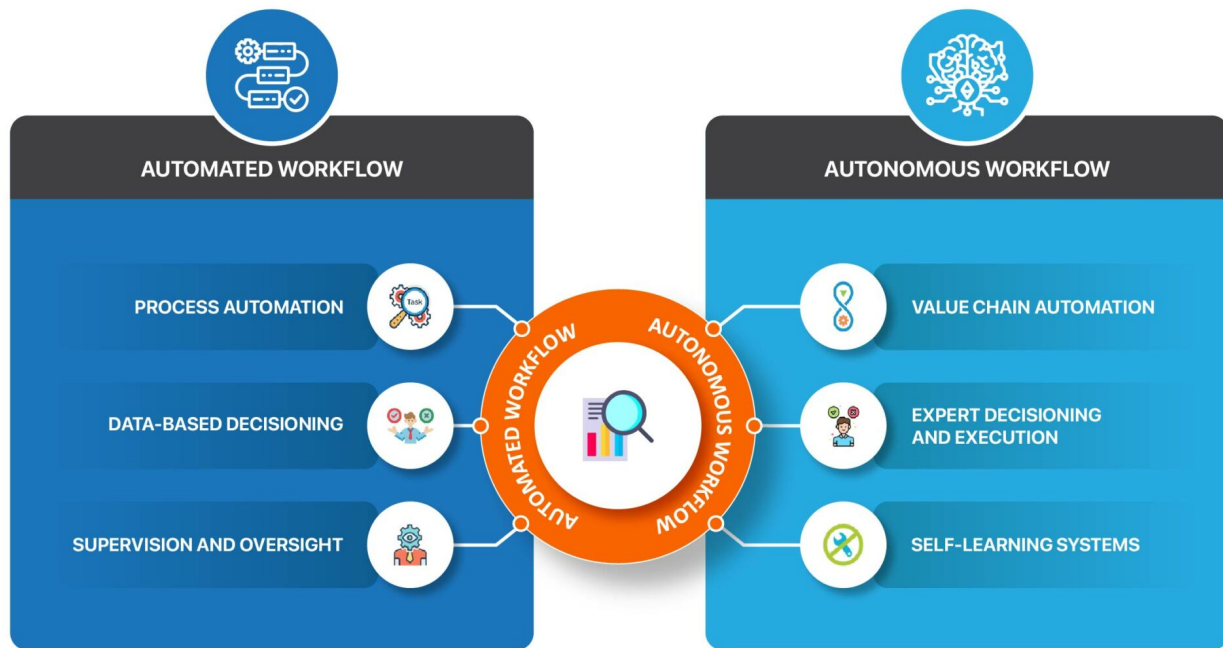 AUTOMATED WORKFLOW
PROCESS AUTOMATION
Task
DATA-BASED DECISIONING
SUPERVISION AND OVERSIGHT
AUTOMATED WORKFLOW
AUTONOMOUS WORKFLOW
AUTONOMOUS WORKFLOW
VALUE CHAIN AUTOMATION
EXPERT DECISIONING
AND EXECUTION
SELF-LEARNING SYSTEMS